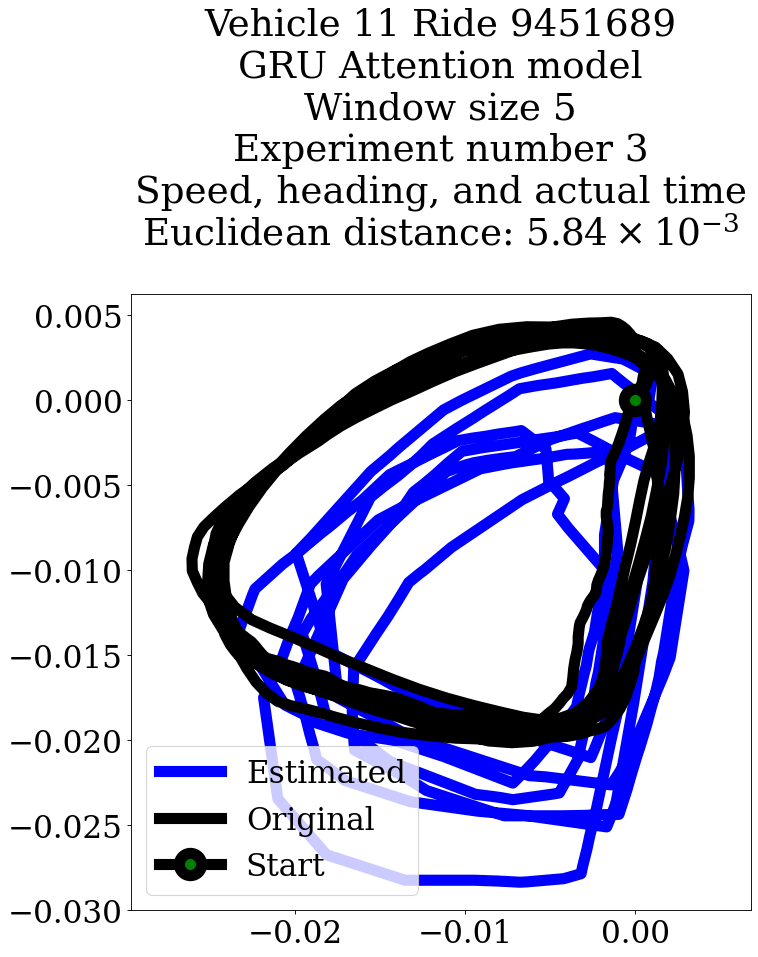 Vehicle 11 Ride 9451689
GRU Attention model
Window size 5
Experiment number 3
Speed, heading, and actual time
Euclidean distance: 5.84 × 10⁻³
0.005
0.000
−0.005
−0.010
−0.015
−0.020
−0.025
−0.030
Estimated
Original
Start
−0.02
−0.01
0.00